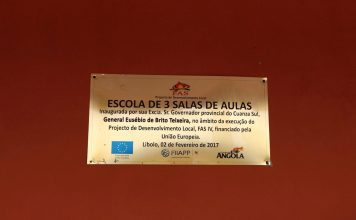 FAS
ESCOLA DE 3 SALAS DE AULAS
Inaugurada por sua Excia. Sr. Governador provincial do Cuanza Sul,
General Eusébio de Brito Teixeira, no âmbito da execução do
Projecto de Desenvolvimento Local, FAS IV, financiado pela
União Europeia.
Libolo, 02 de Fevereiro de 2017
FIIAPP
ANGOLA